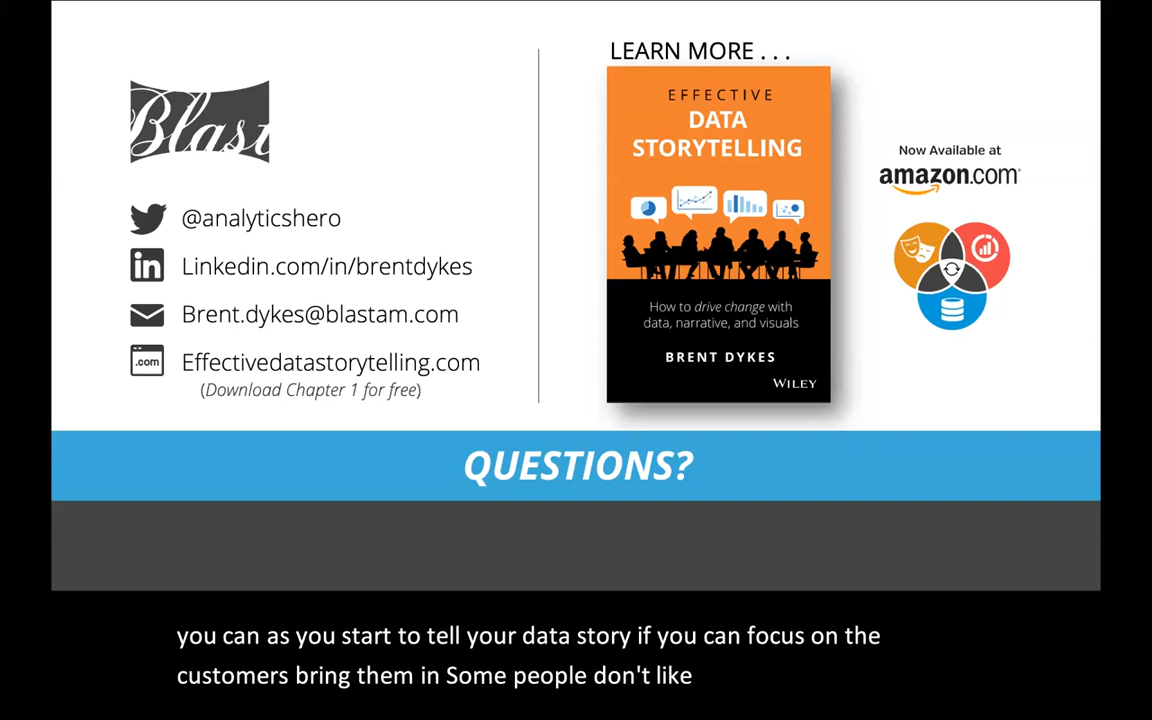 Blast
@analyticshero
Linkedin.com/in/brentdykes
Brent.dykes@blastam.com
.com
Effectivedatastorytelling.com
(Download Chapter 1 for free)
LEARN MORE . . .
EFFECTIVE
DATA
STORYTELLING
How to drive change with
data, narrative, and visuals
BRENT DYKES
WILEY
Now Available at
amazon.com
QUESTIONS?
you can as you start to tell your data story if you can focus on the
customers bring them in Some people don't like